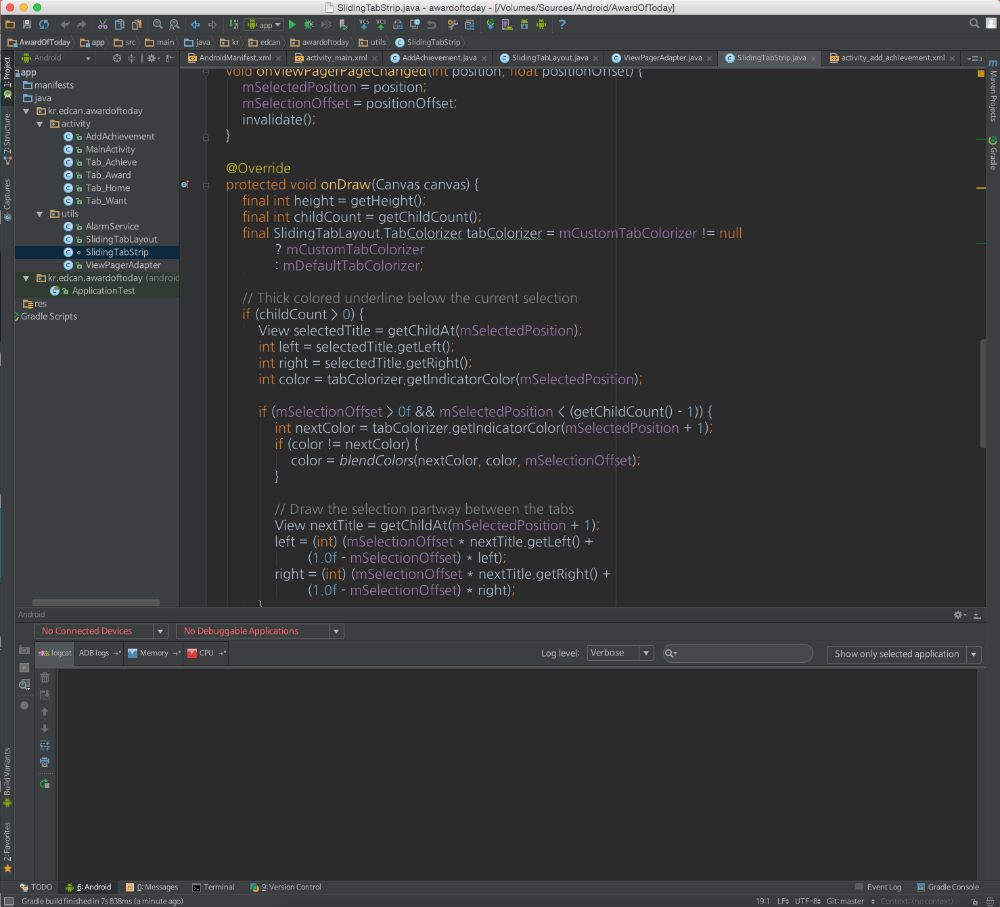 SlidingTabStrip.java - awardoftoday - [/Volumes/Sources/Android/AwardOfToday]
app
AwardOfToday app src main java kr edcan awardoftoday utils SlidingTabStrip
Android
AndroidManifest.xml activity_main.xml AddAchievement.java SlidingTabLayout.java ViewPagerAdapter.java SlidingTabStrip.java activity_add_achievement.xml
1: Project
Z: Structure
Captures
Build Variants
2: Favorites
Maven Projects
Gradle
app
manifests
java
kr.edcan.awardoftoday
activity
AddAchievement
MainActivity
Tab_Achieve
Tab_Award
Tab_Home
Tab_Want
utils
AlarmService
SlidingTabLayout
SlidingTabStrip
ViewPagerAdapter
kr.edcan.awardoftoday (android
ApplicationTest
res
Gradle Scripts
void onViewPagerPageChanged(int position, float positionOffset) {
mSelectedPosition = position;
mSelectionOffset = positionOffset;
invalidate();
}
@Override
protected void onDraw(Canvas canvas) {
final int height = getHeight();
final int childCount = getChildCount();
final SlidingTabLayout.TabColorizer tabColorizer = mCustomTabColorizer != null
? mCustomTabColorizer
: mDefaultTabColorizer;
// Thick colored underline below the current selection
if (childCount > 0) {
View selectedTitle = getChildAt(mSelectedPosition);
int left = selectedTitle.getLeft();
int right = selectedTitle.getRight();
int color = tabColorizer.getIndicatorColor(mSelectedPosition);
if (mSelectionOffset > 0f && mSelectedPosition < (getChildCount() - 1)) {
int nextColor = tabColorizer.getIndicatorColor(mSelectedPosition + 1);
if (color != nextColor) {
color = blendColors(nextColor, color, mSelectionOffset);
}
// Draw the selection partway between the tabs
View nextTitle = getChildAt(mSelectedPosition + 1);
left = (int) (mSelectionOffset * nextTitle.getLeft() +
(1.0f - mSelectionOffset) * left);
right = (int) (mSelectionOffset * nextTitle.getRight() +
(1.0f - mSelectionOffset) * right);
}
Android
No Connected Devices No Debuggable Applications
logcat ADB logs Memory CPU Log level: Verbose Show only selected application
TODO 6: Android 0: Messages Terminal 9: Version Control Event Log Gradle Console
Gradle build finished in 7s 838ms (a minute ago) 19:1 LF UTF-8 Git: master Context: (no context)